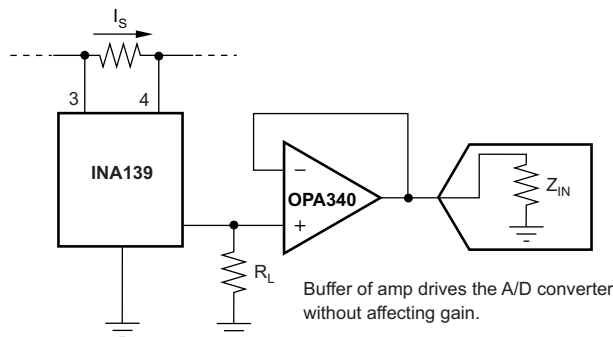 I_S
3 4
INA139
OPA340
−
+
Z_IN
R_L
Buffer of amp drives the A/D converter
without affecting gain.